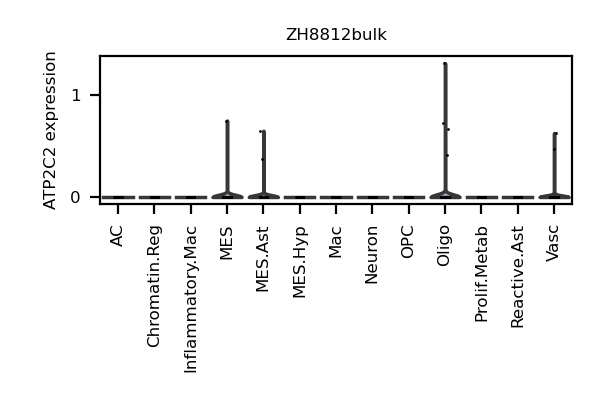 ZH8812bulk
ATP2C2 expression
1
0
AC
Chromatin.Reg
Inflammatory.Mac
MES
MES.Ast
MES.Hyp
Mac
Neuron
OPC
Oligo
Prolif.Metab
Reactive.Ast
Vasc